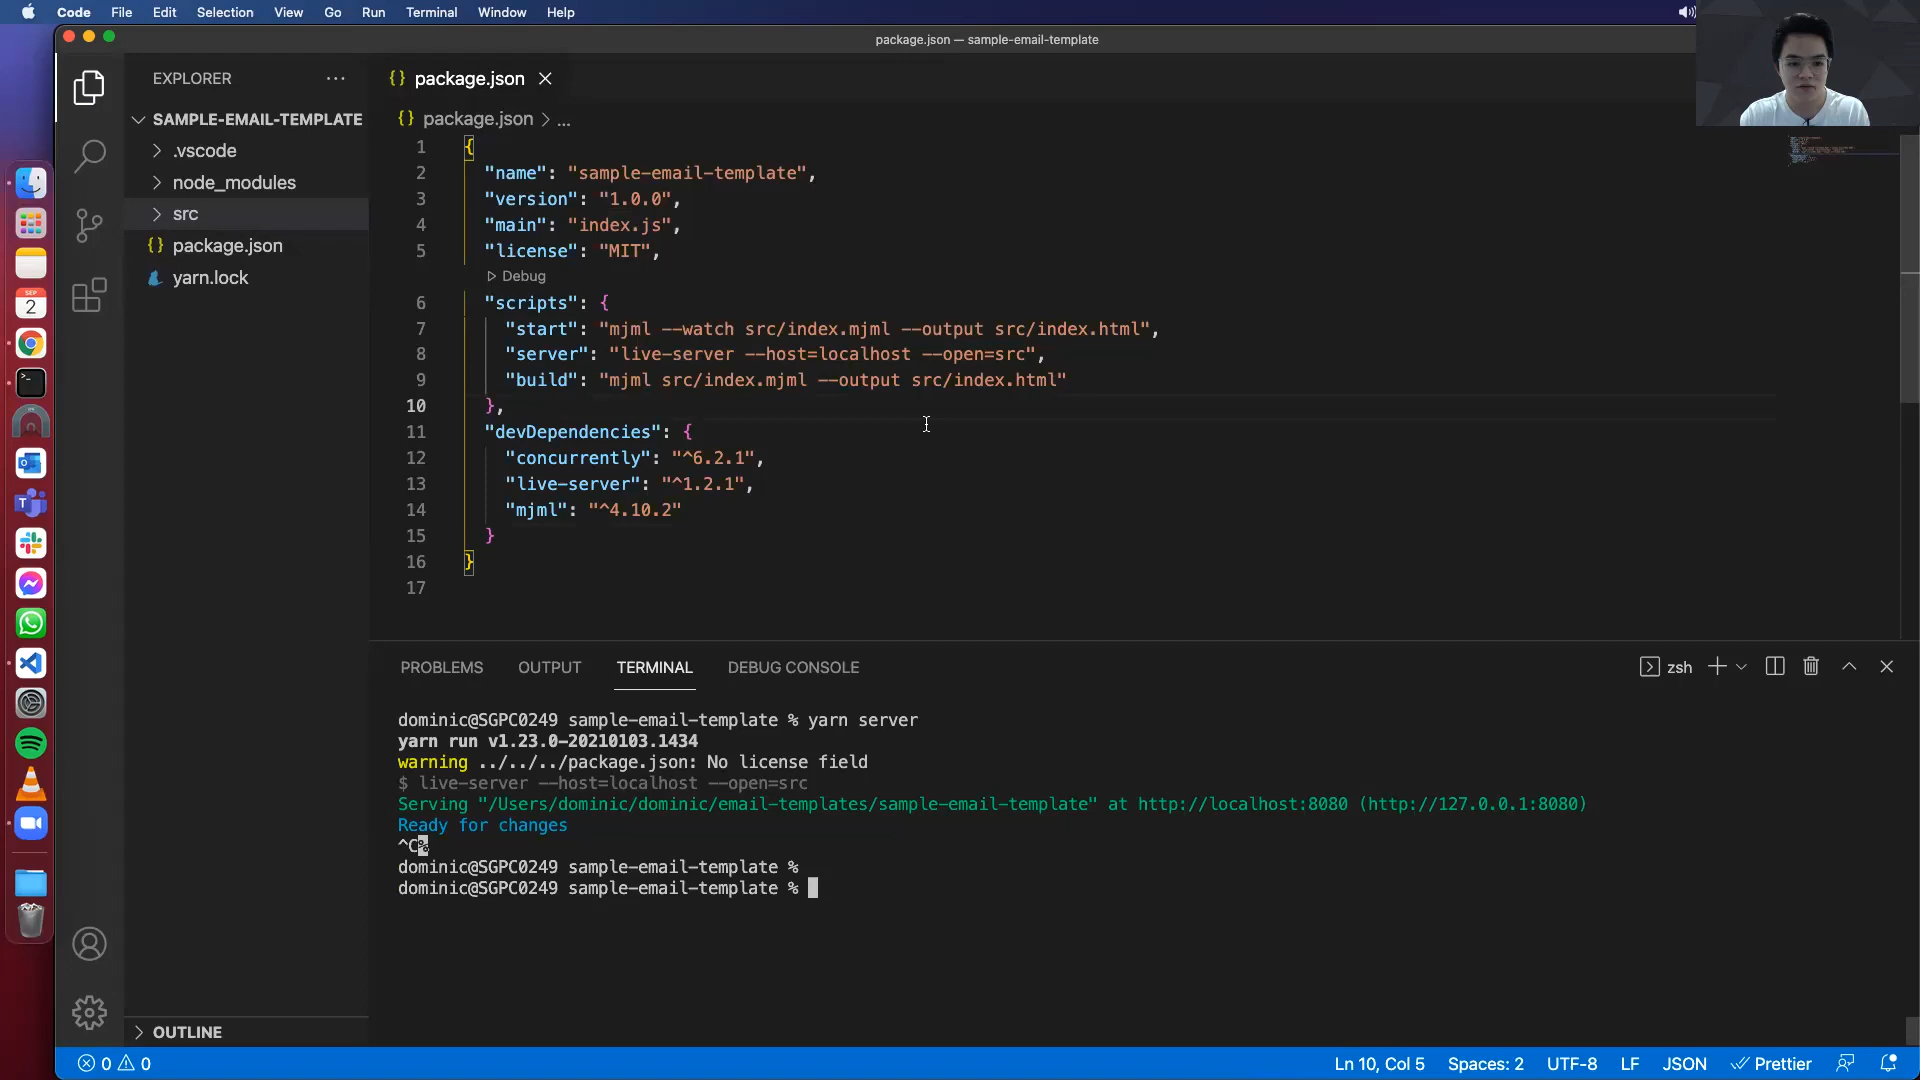 Code File Edit Selection View Go Run Terminal Window Help
package.json — sample-email-template
EXPLORER ···
SAMPLE-EMAIL-TEMPLATE
.vscode
node_modules
src
{} package.json
yarn.lock
{} package.json
{} package.json > ...
1 {
2 "name": "sample-email-template",
3 "version": "1.0.0",
4 "main": "index.js",
5 "license": "MIT",
Debug
6 "scripts": {
7 "start": "mjml --watch src/index.mjml --output src/index.html",
8 "server": "live-server --host=localhost --open=src",
9 "build": "mjml src/index.mjml --output src/index.html"
10 },
11 "devDependencies": {
12 "concurrently": "^6.2.1",
13 "live-server": "^1.2.1",
14 "mjml": "^4.10.2"
15 }
16 }
17
SEP
2
PROBLEMS OUTPUT TERMINAL DEBUG CONSOLE
zsh
dominic@SGPC0249 sample-email-template % yarn server
yarn run v1.23.0-20210103.1434
warning ../../../package.json: No license field
$ live-server --host=localhost --open=src
Serving "/Users/dominic/dominic/email-templates/sample-email-template" at http://localhost:8080 (http://127.0.0.1:8080)
Ready for changes
^C%
dominic@SGPC0249 sample-email-template %
dominic@SGPC0249 sample-email-template %
OUTLINE
0 0
Ln 10, Col 5 Spaces: 2 UTF-8 LF JSON Prettier